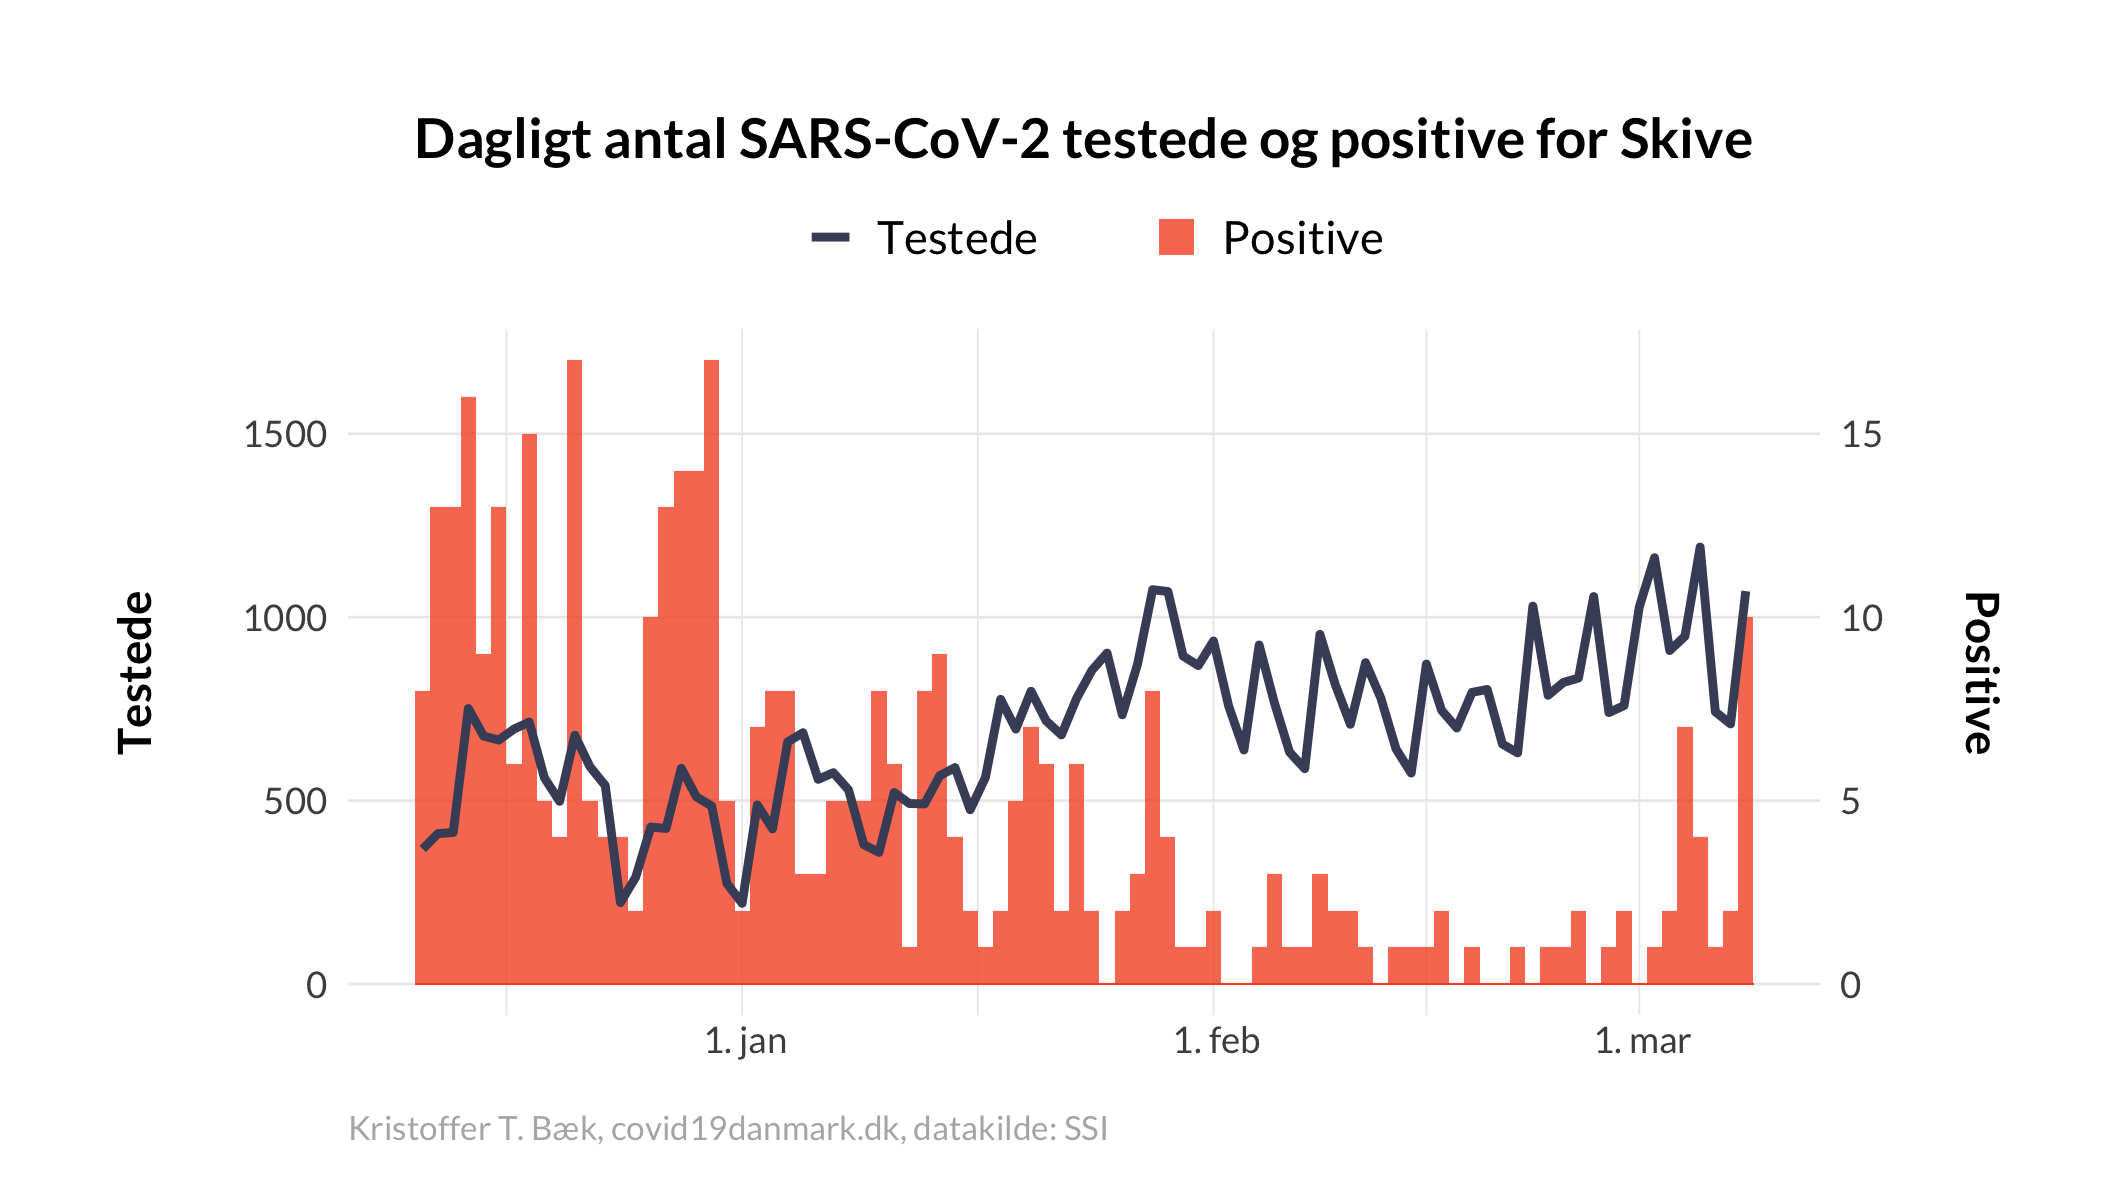 Dagligt antal SARS-CoV-2 testede og positive for Skive
Testede
Positive
1500
1000
500
0
Testede
15
10
5
0
Positive
1. jan
1. feb
1. mar
Kristoffer T. Bæk, covid19danmark.dk, datakilde: SSI